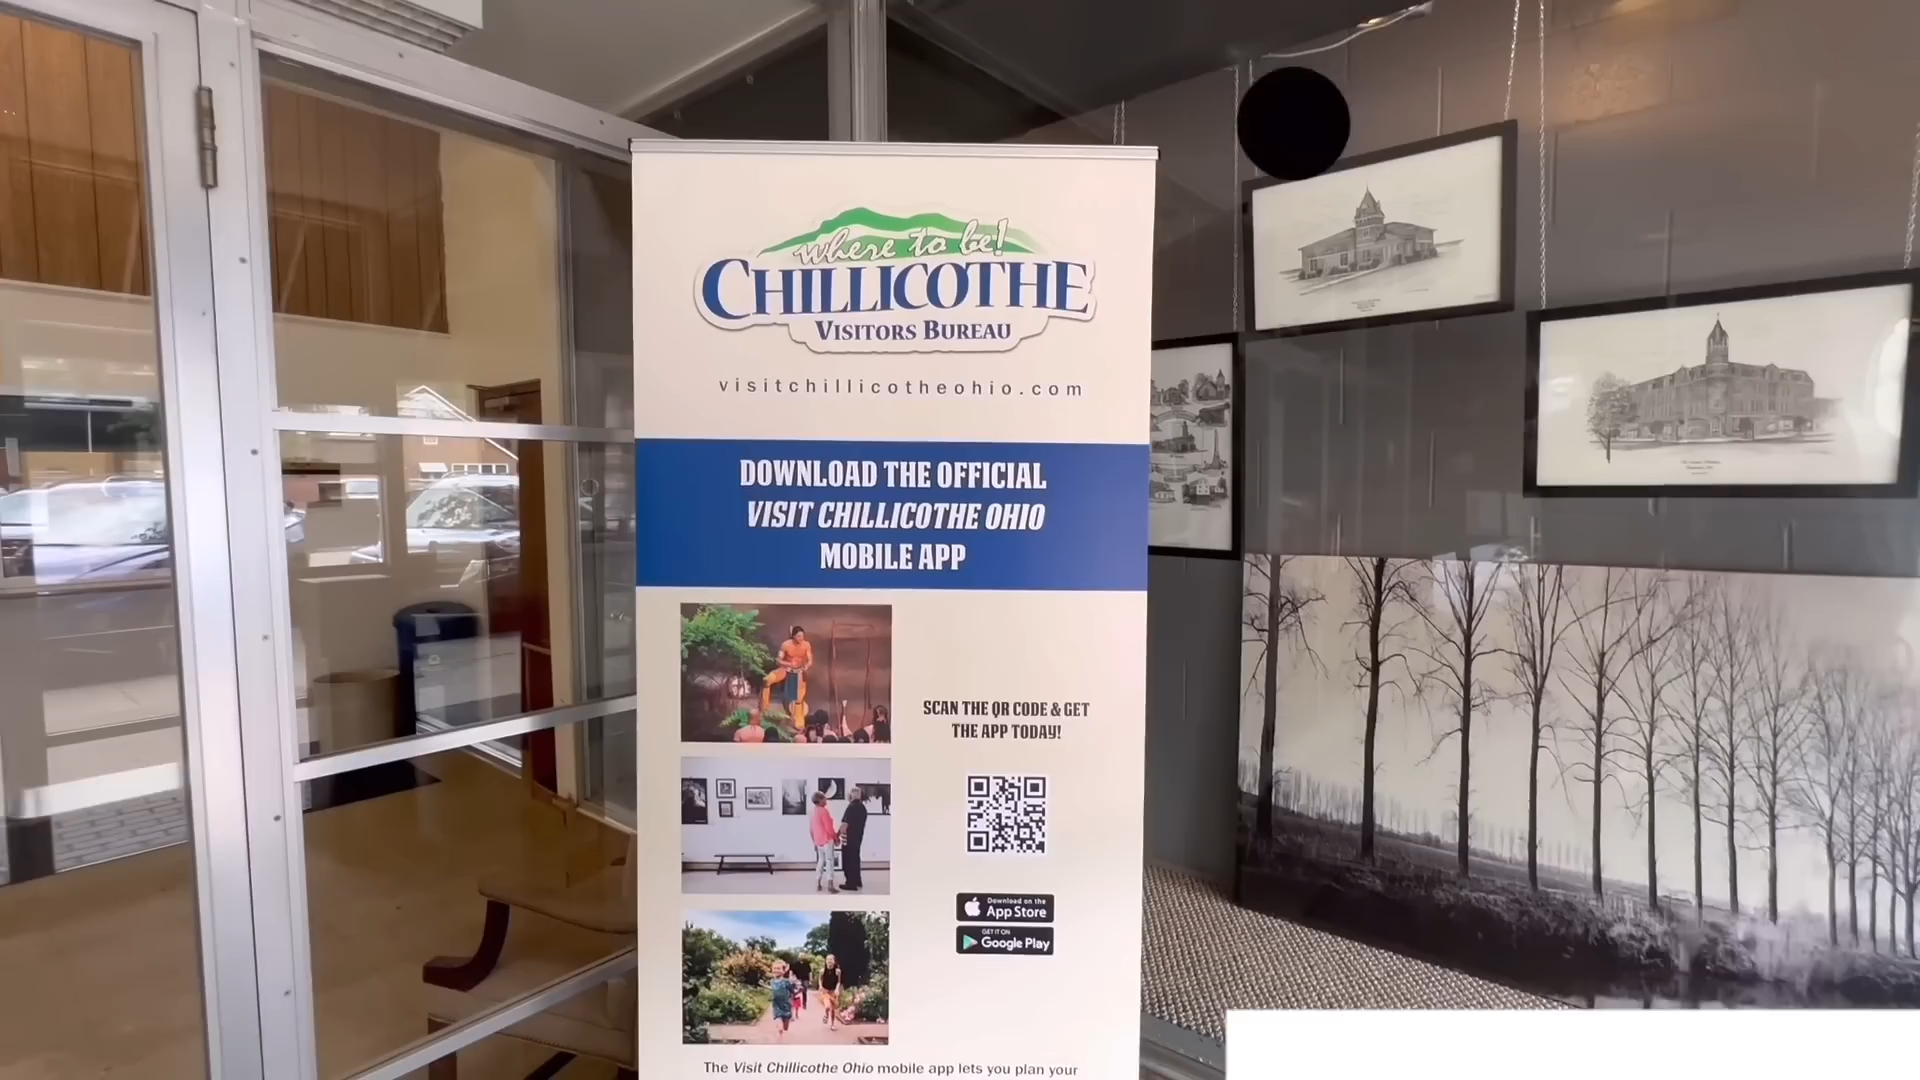 where to be!
CHILLICOTHE
VISITORS BUREAU
visitchillicotheohio.com
DOWNLOAD THE OFFICIAL
VISIT CHILLICOTHE OHIO
MOBILE APP
SCAN THE QR CODE & GET
THE APP TODAY!
Download on the
App Store
GET IT ON
Google Play
The Visit Chillicothe Ohio mobile app lets you plan your